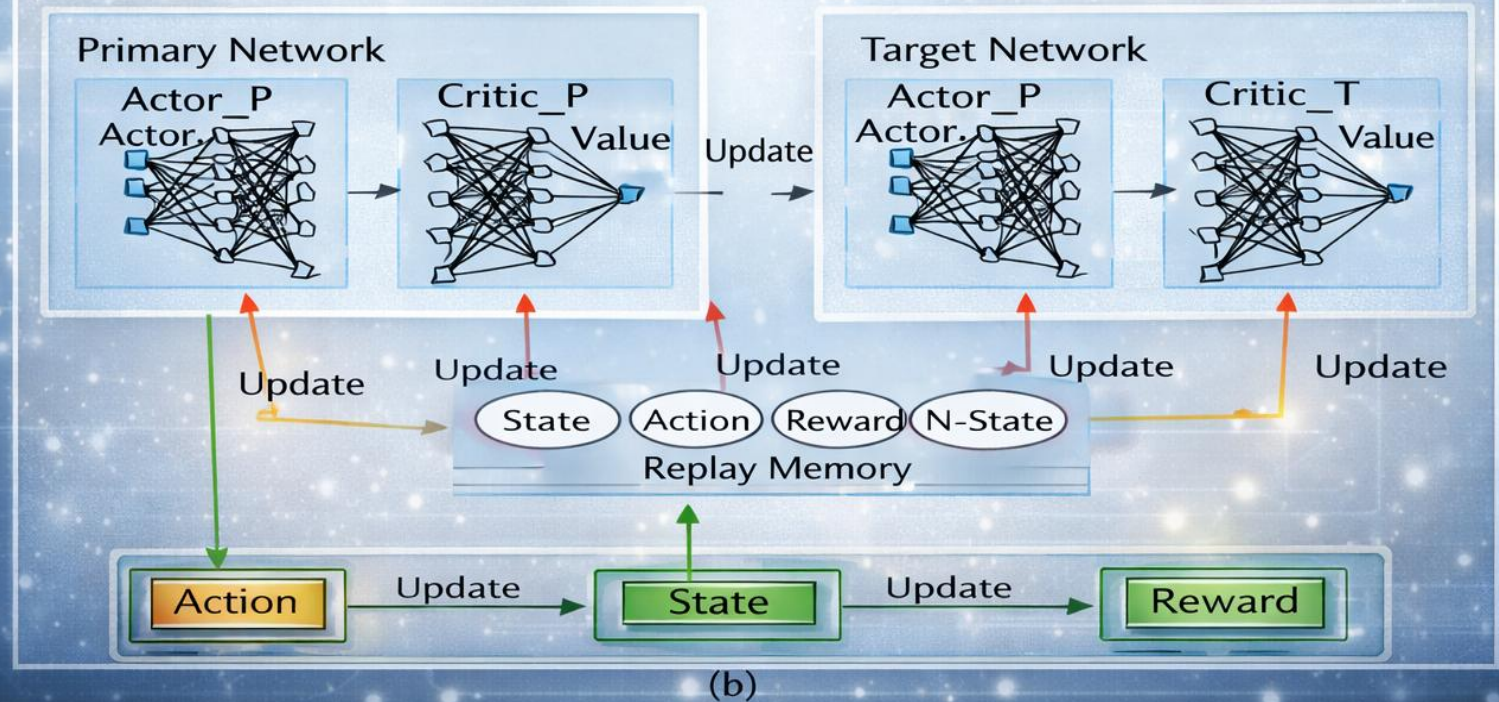 Primary Network
Target Network
Actor_P
Critic_P
Actor_P
Critic_T
Actor.
Value
Update
Actor.
Value
Update
Update
Update
Update
Update
State
Action
Reward
N-State
Replay Memory
Action
Update
State
Update
Reward
(b)